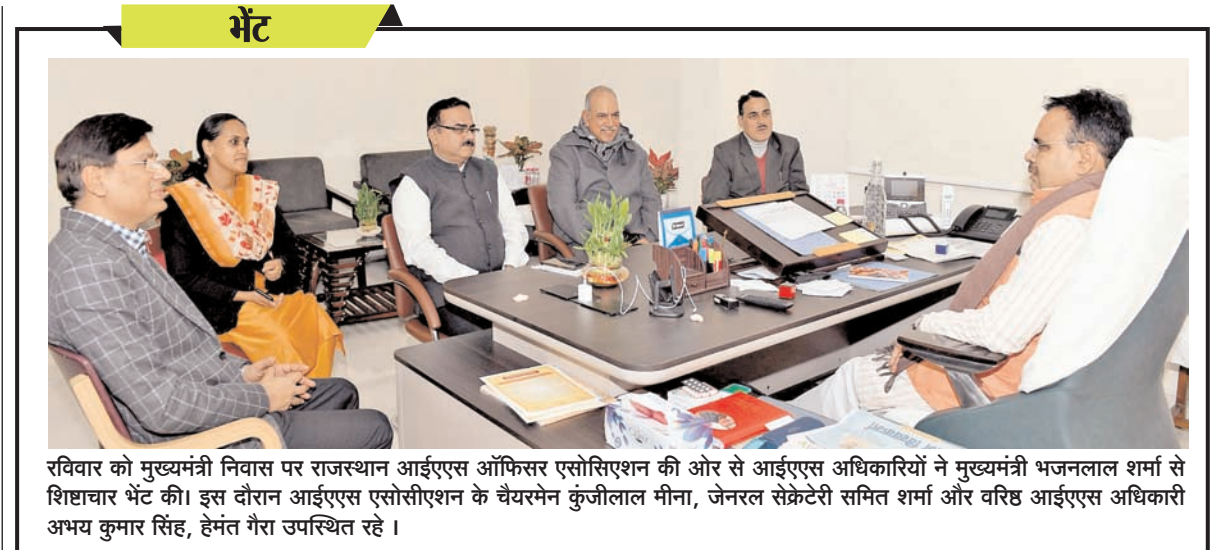 भेंट
रविवार को मुख्यमंत्री निवास पर राजस्थान आईएएस ऑफिसर एसोसिएशन की ओर से आईएएस अधिकारियों ने मुख्यमंत्री भजनलाल शर्मा से
शिष्टाचार भेंट की। इस दौरान आईएएस एसोसीएशन के चैयरमेन कुंजीलाल मीना, जेनरल सेक्रेटेरी समित शर्मा और वरिष्ठ आईएएस अधिकारी
अभय कुमार सिंह, हेमंत गैरा उपस्थित रहे ।